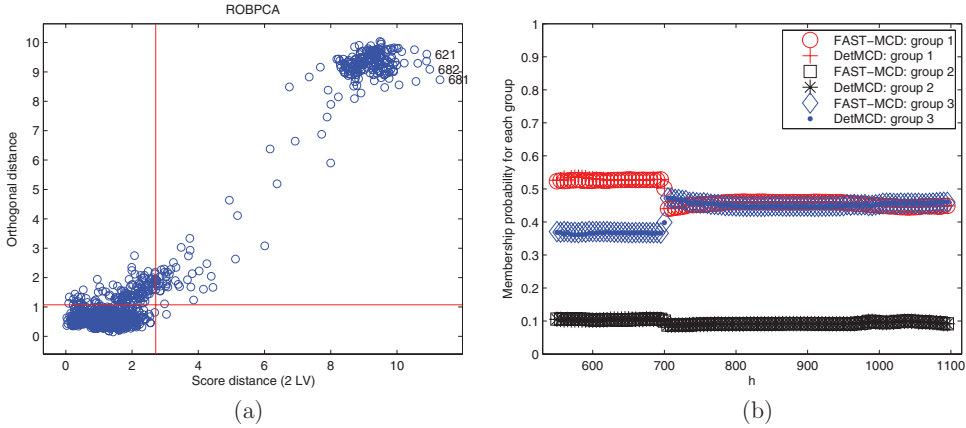 ROBPCA
Orthogonal distance
10
9
8
7
6
5
4
3
2
1
0
621
682
681
0 2 4 6 8 10
Score distance (2 LV)
(a)
Membership probability for each group
1
0.9
0.8
0.7
0.6
0.5
0.4
0.3
0.2
0.1
0
FAST-MCD: group 1
DetMCD: group 1
FAST-MCD: group 2
DetMCD: group 2
FAST-MCD: group 3
DetMCD: group 3
600 700 800 900 1000 1100
h
(b)